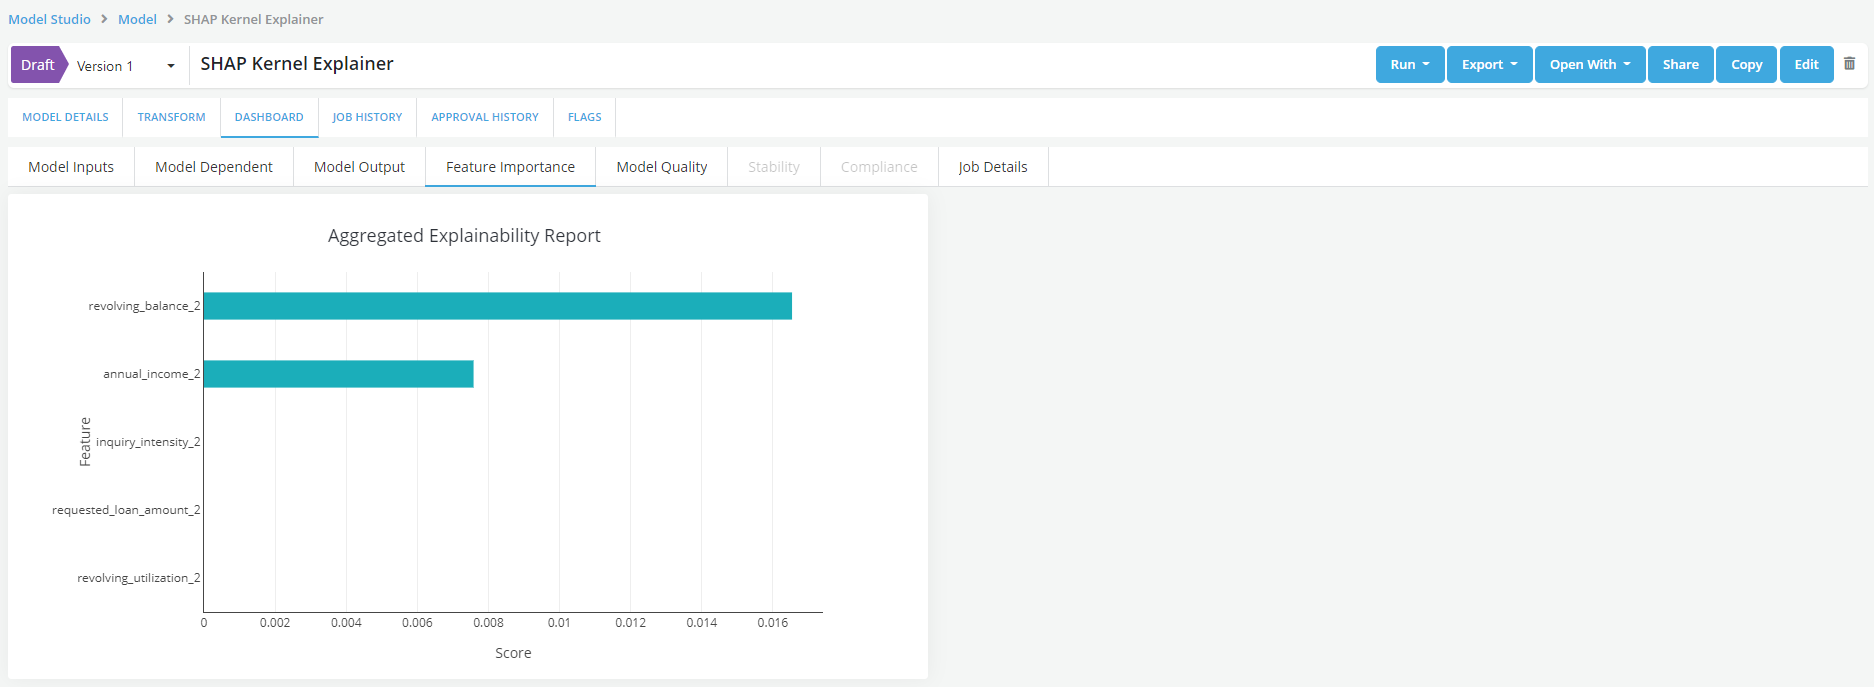 Model Studio > Model > SHAP Kernel Explainer
Draft Version 1 SHAP Kernel Explainer Run Export Open With Share Copy Edit
MODEL DETAILS TRANSFORM DASHBOARD JOB HISTORY APPROVAL HISTORY FLAGS
Model Inputs Model Dependent Model Output Feature Importance Model Quality Stability Compliance Job Details
Aggregated Explainability Report
Feature
revolving_balance_2
annual_income_2
inquiry_intensity_2
requested_loan_amount_2
revolving_utilization_2
0 0.002 0.004 0.006 0.008 0.01 0.012 0.014 0.016
Score